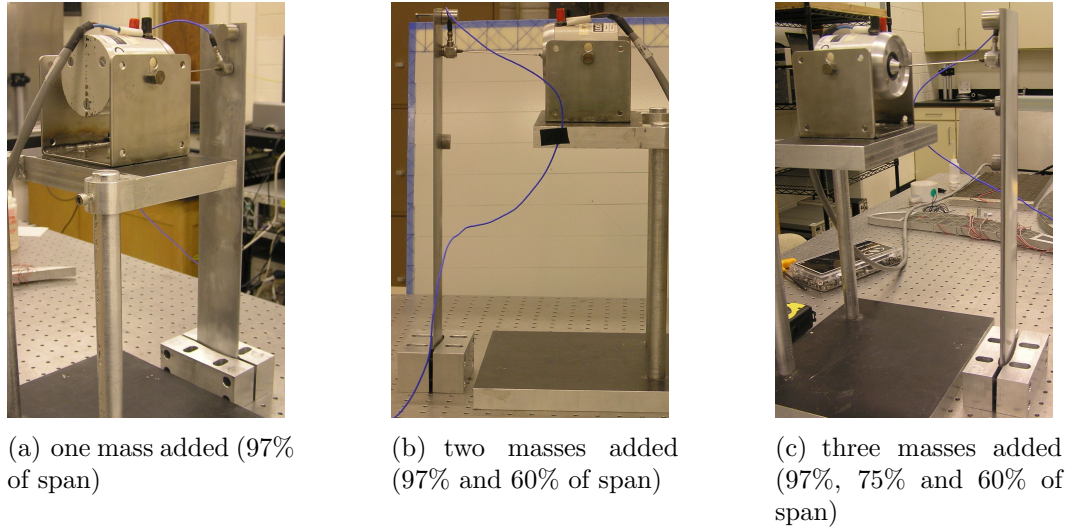 (a) one mass added (97%
of span)
(b) two masses added
(97% and 60% of span)
(c) three masses added
(97%, 75% and 60% of
span)